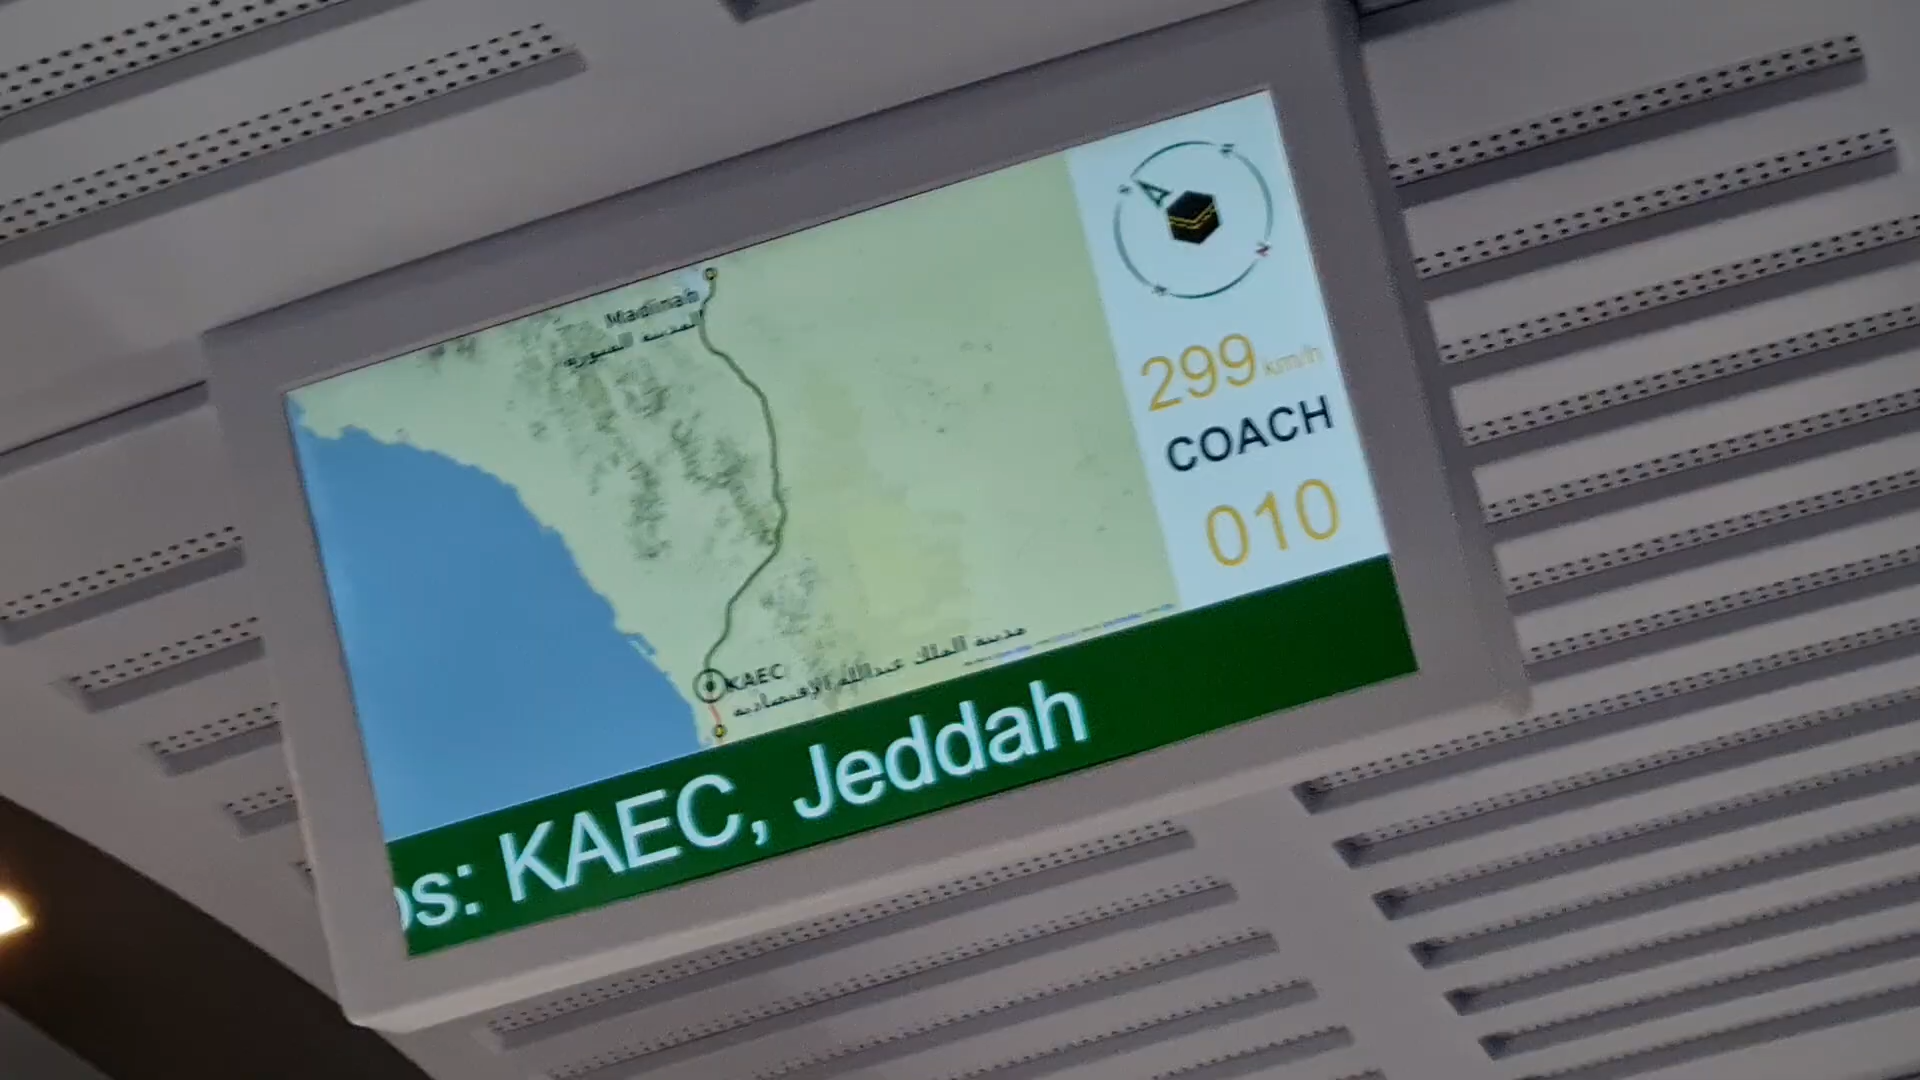 Madinah
المدينة المنورة
299 km/h
COACH
010
KAEC
مدينة الملك عبدالله الاقتصادية
os: KAEC, Jeddah